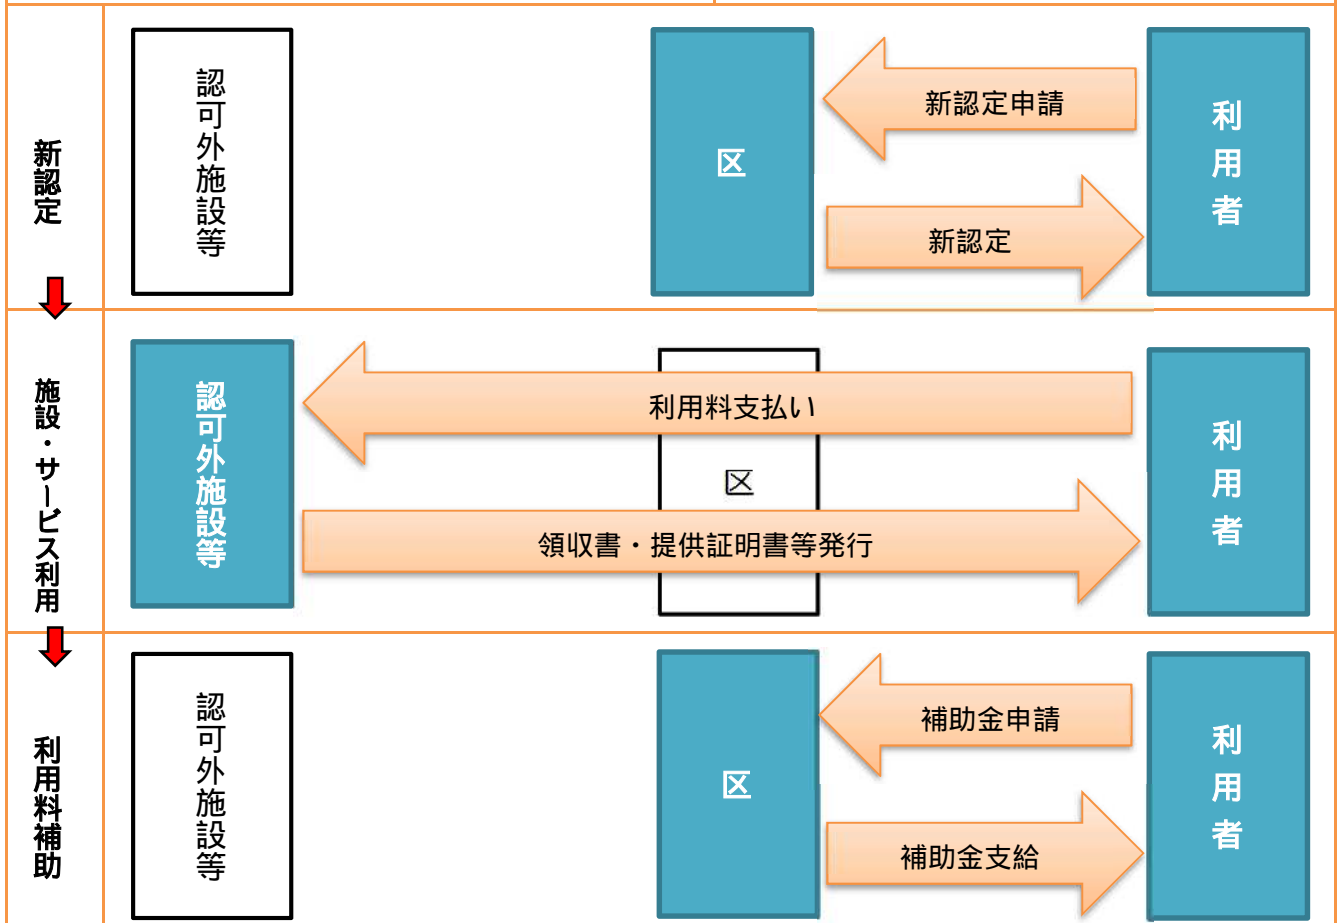 新認定
認可外施設等
区
新認定申請
新認定
利用者
施設・サービス利用
認可外施設等
利用料支払い
区
領収書・提供証明書等発行
利用者
利用料補助
認可外施設等
区
補助金申請
補助金支給
利用者